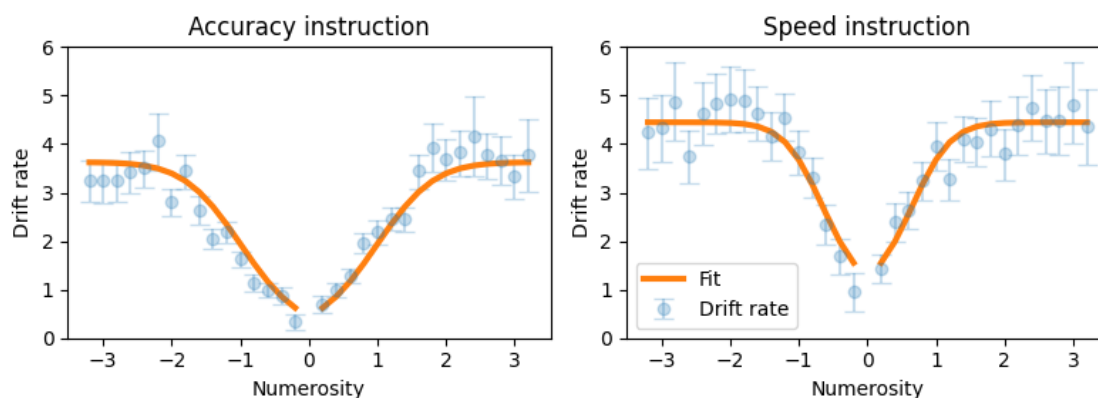 Accuracy instruction
6
5
4
3
2
1
0
Drift rate
−3 −2 −1 0 1 2 3
Numerosity
Speed instruction
6
5
4
3
2
1
0
Drift rate
Fit
Drift rate
−3 −2 −1 0 1 2 3
Numerosity